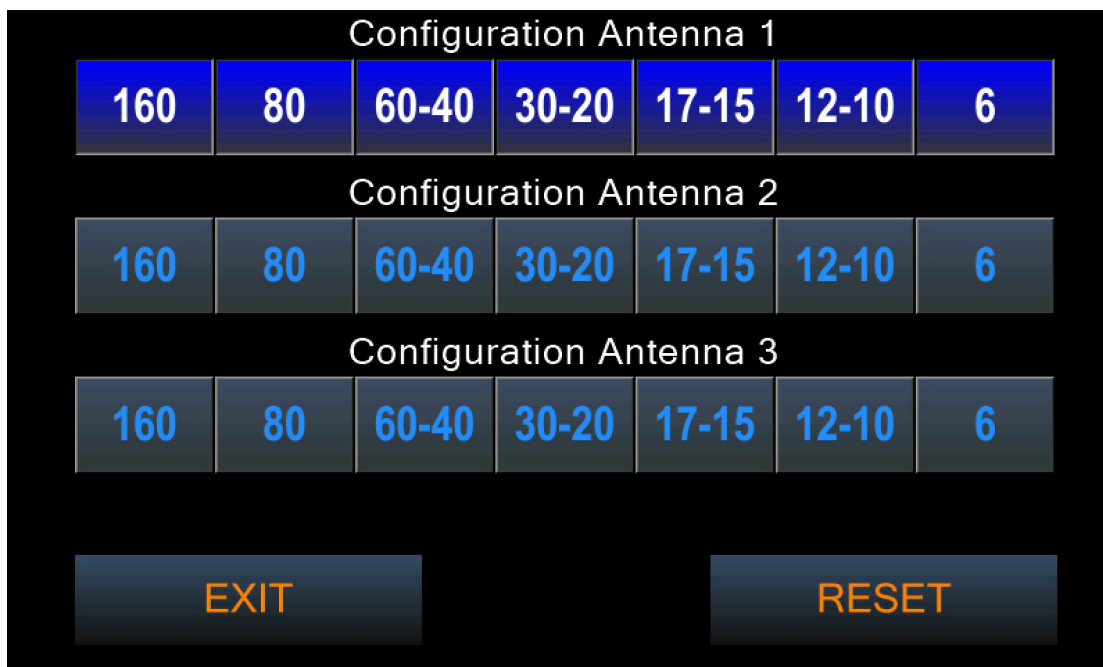 Configuration Antenna 1
160 80 60-40 30-20 17-15 12-10 6
Configuration Antenna 2
160 80 60-40 30-20 17-15 12-10 6
Configuration Antenna 3
160 80 60-40 30-20 17-15 12-10 6
EXIT RESET